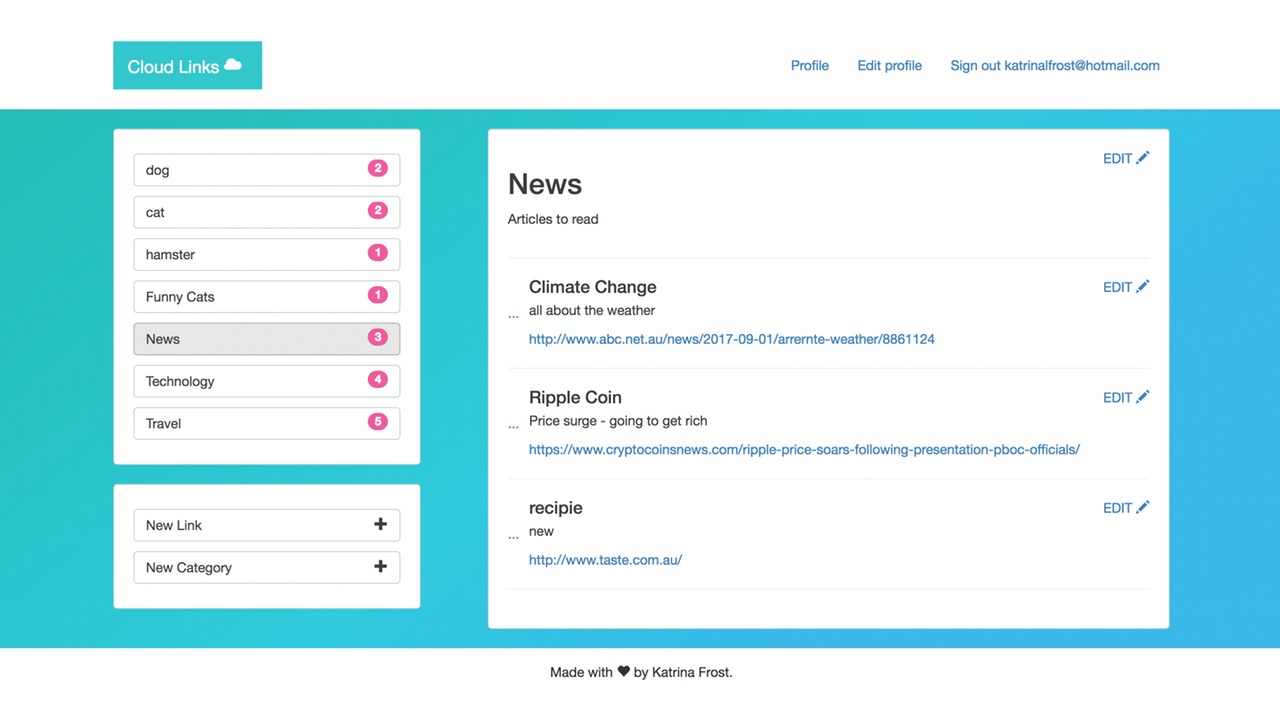 Cloud Links
Profile Edit profile Sign out katrinalfrost@hotmail.com
dog 2
cat 2
hamster 1
Funny Cats 1
News 3
Technology 4
Travel 5
New Link
New Category
EDIT
News
Articles to read
Climate Change EDIT
all about the weather
...
http://www.abc.net.au/news/2017-09-01/arrernte-weather/8861124
Ripple Coin EDIT
Price surge - going to get rich
...
https://www.cryptocoinsnews.com/ripple-price-soars-following-presentation-pboc-officials/
recipie EDIT
new
...
http://www.taste.com.au/
Made with ♥ by Katrina Frost.